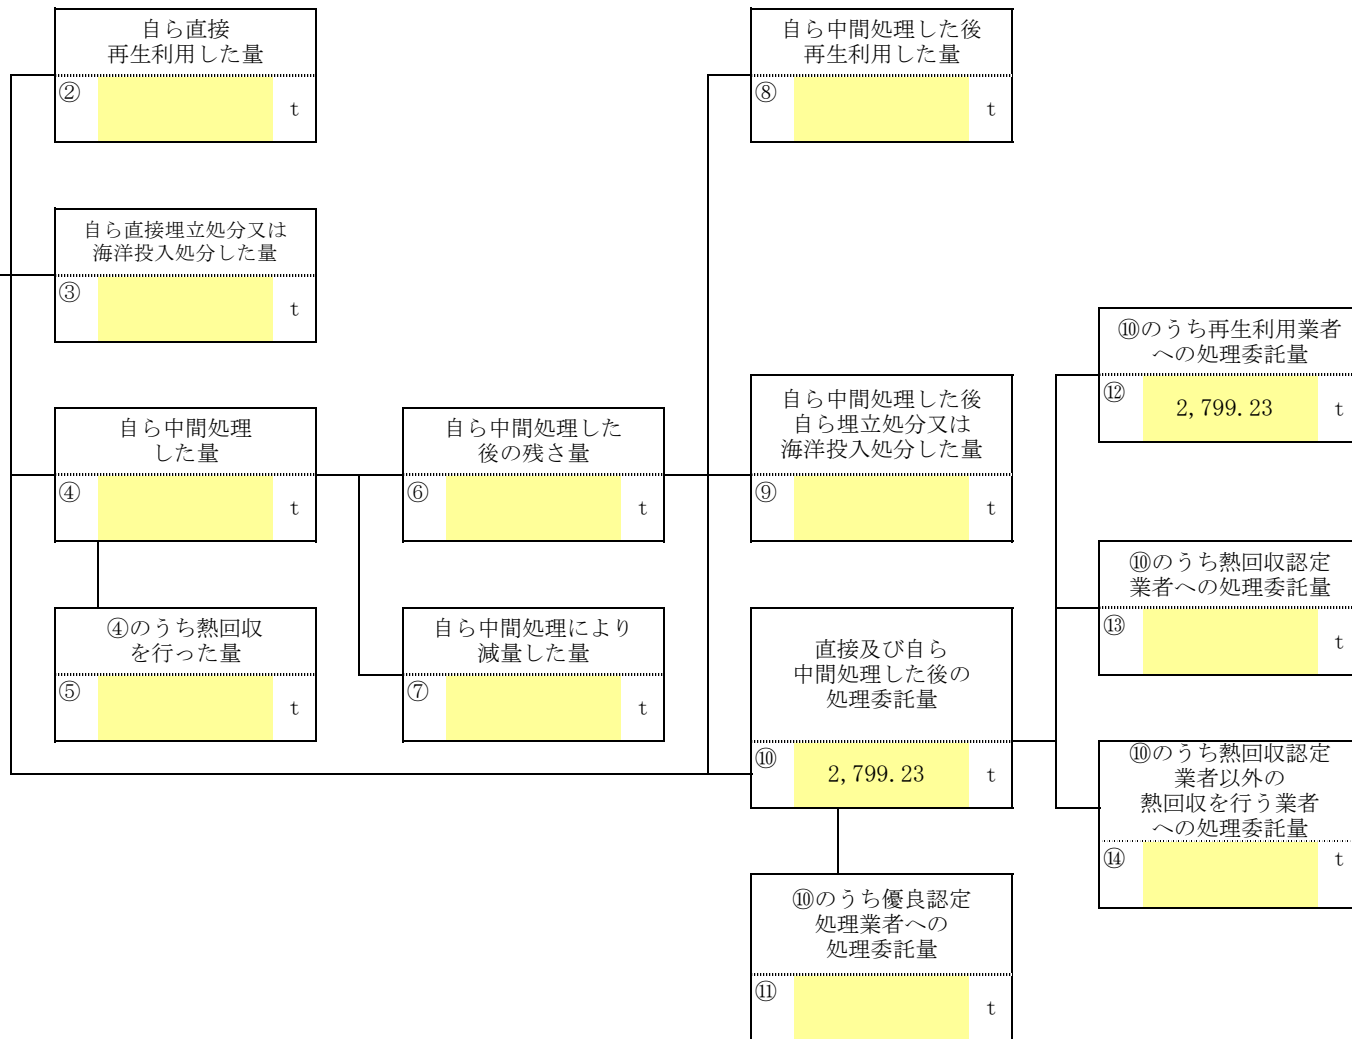 自ら直接
再生利用した量
②
t
自ら中間処理した後
再生利用した量
⑧
t
自ら直接埋立処分又は
海洋投入処分した量
③
t
⑩のうち再生利用業者
への処理委託量
⑫
2,799.23
t
自ら中間処理
した量
④
t
自ら中間処理した
後の残さ量
⑥
t
自ら中間処理した後
自ら埋立処分又は
海洋投入処分した量
⑨
t
⑩のうち熱回収認定
業者への処理委託量
⑬
t
④のうち熱回収
を行った量
⑤
t
自ら中間処理により
減量した量
⑦
t
直接及び自ら
中間処理した後の
処理委託量
⑩
2,799.23
t
⑩のうち熱回収認定
業者以外の
熱回収を行う業者
への処理委託量
⑭
t
⑩のうち優良認定
処理業者への
処理委託量
⑪
t